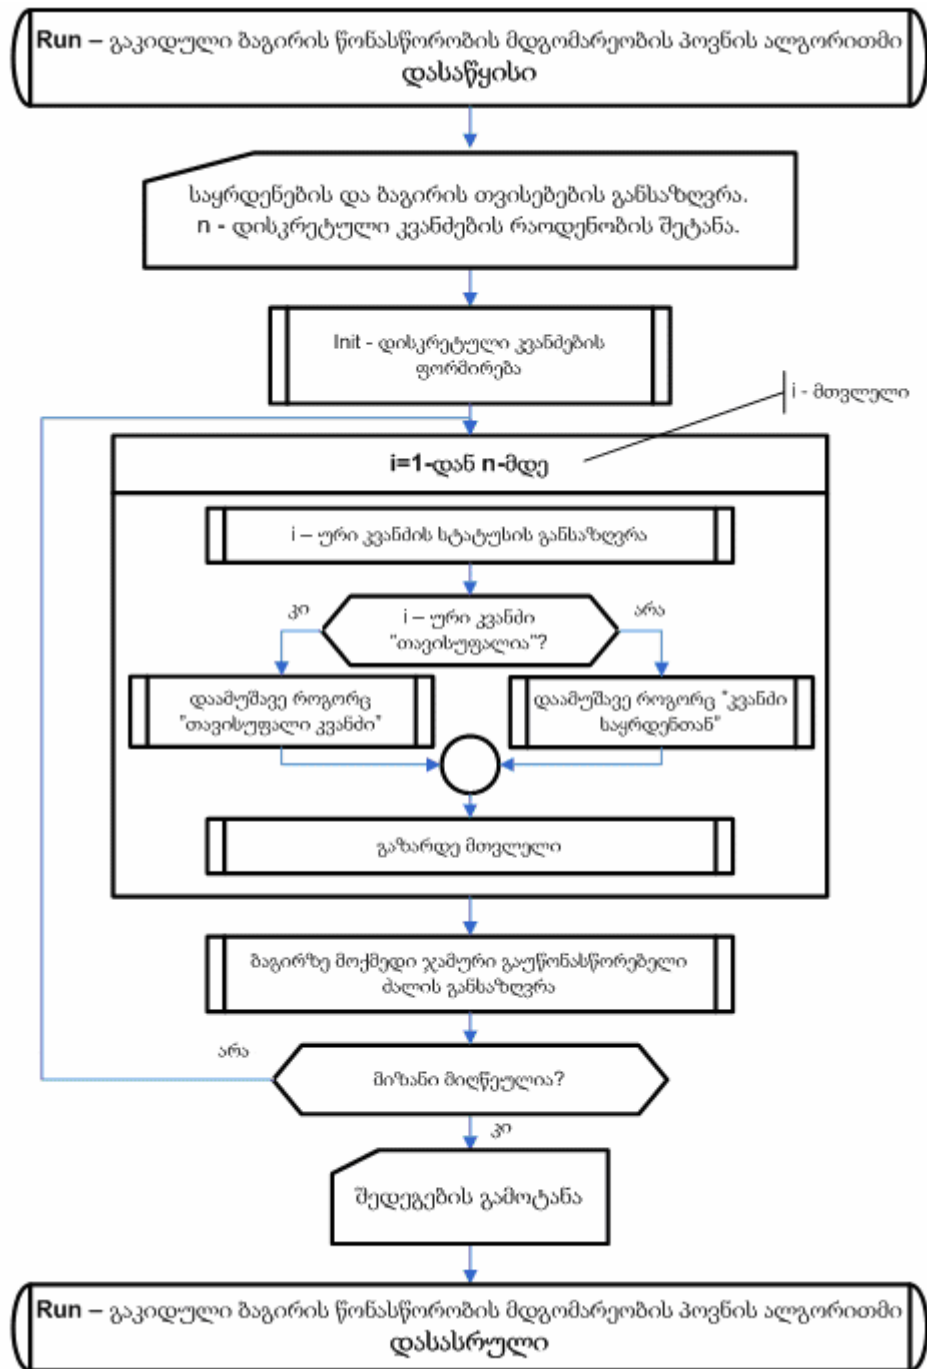 Run – გაკიდული ბაგირის წონასწორობის მდგომარეობის პოვნის ალგორითმი
დასაწყისი
საყრდენების და ბაგირის თვისებების განსაზღვრა.
n - დისკრეტული კვანძების რაოდენობის შეტანა.
Init - დისკრეტული კვანძების
ფორმირება
i - მთვლელი
i=1-დან n-მდე
i – ური კვანძის სტატუსის განსაზღვრა
კი
i – ური კვანძი
"თავისუფალია"?
არა
დაამუშავე როგორც
"თავისუფალი კვანძი"
დაამუშავე როგორც "კვანძი
საყრდენთან"
გაზარდე მთვლელი
ბაგირზე მოქმედი ჯამური გაუწონასწორებელი
ძალის განსაზღვრა
არა
მიზანი მიღწეულია?
კი
შედეგების გამოტანა
Run – გაკიდული ბაგირის წონასწორობის მდგომარეობის პოვნის ალგორითმი
დასასრული